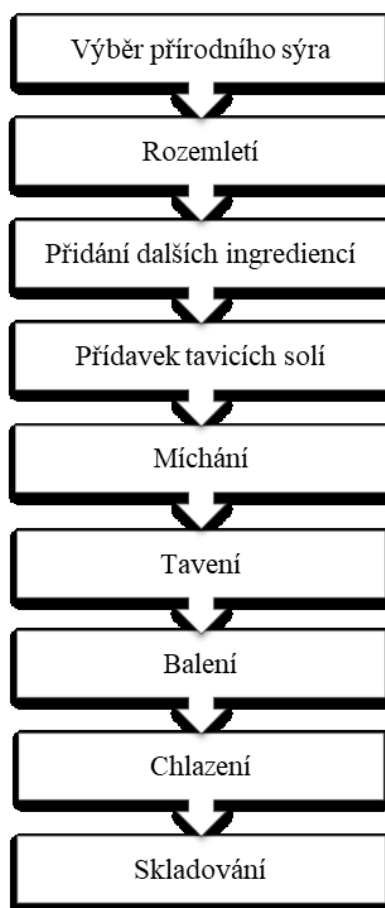 Výběr přírodního sýra
Rozemletí
Přidání dalších ingrediencí
Přídavek tavicích solí
Míchání
Tavení
Balení
Chlazení
Skladování